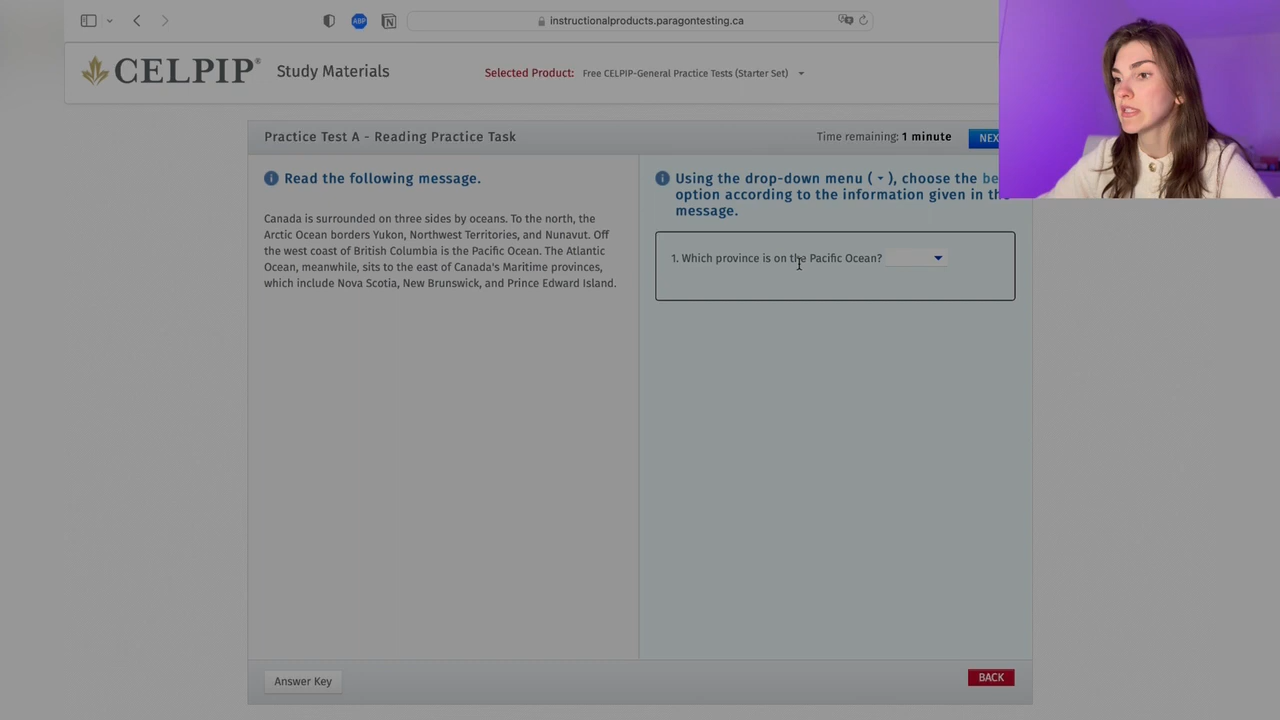 ABP
instructionalproducts.paragontesting.ca
CELPIP® Study Materials
Selected Product: Free CELPIP-General Practice Tests (Starter Set)
Practice Test A - Reading Practice Task
Time remaining: 1 minute
Read the following message.
Canada is surrounded on three sides by oceans. To the north, the
Arctic Ocean borders Yukon, Northwest Territories, and Nunavut. Off
the west coast of British Columbia is the Pacific Ocean. The Atlantic
Ocean, meanwhile, sits to the east of Canada's Maritime provinces,
which include Nova Scotia, New Brunswick, and Prince Edward Island.
Using the drop-down menu ( ), choose the
option according to the information given in
message.
1. Which province is on the Pacific Ocean?
Answer Key
BACK